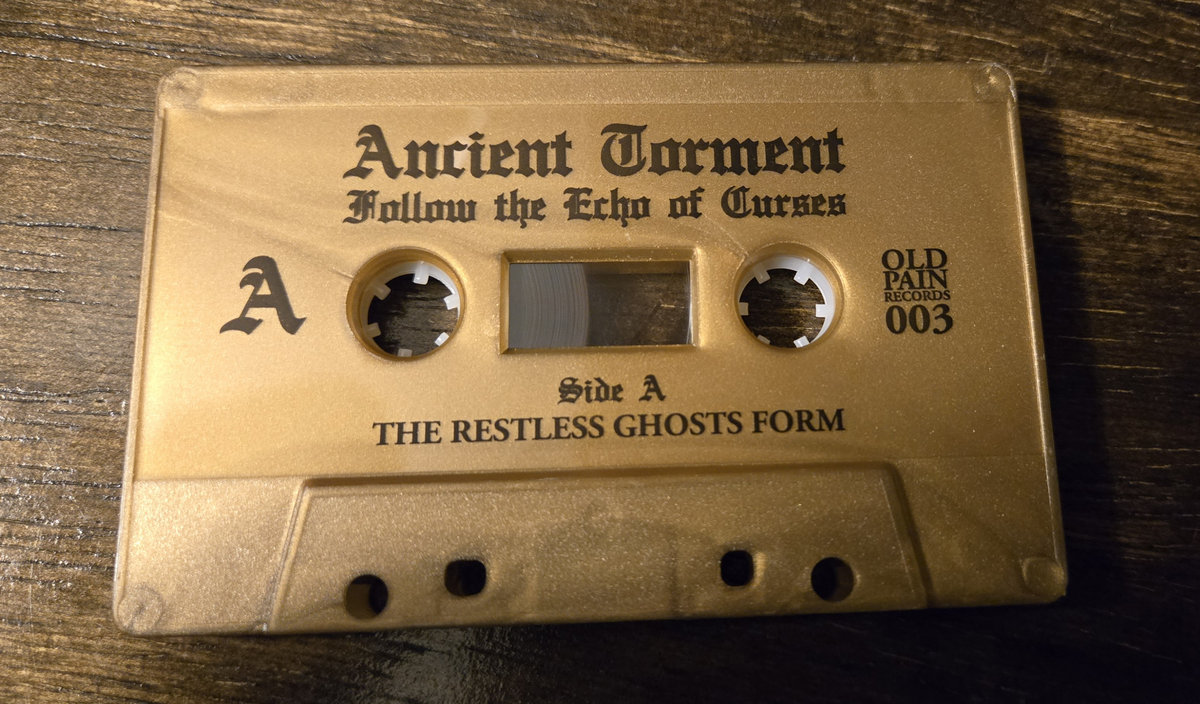 Ancient Torment
Follow the Echo of Curses
A
OLD
PAIN
RECORDS
003
Side A
THE RESTLESS GHOSTS FORM